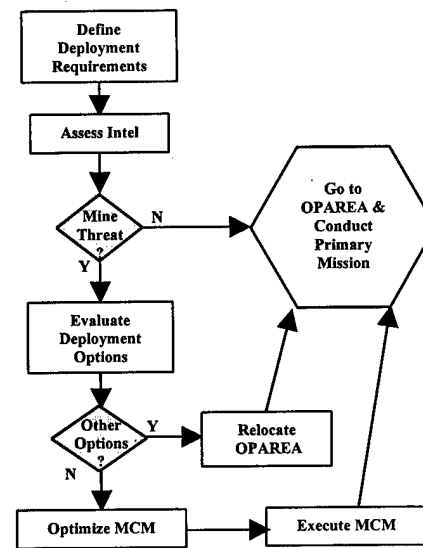 Define
Deployment
Requirements
Assess Intel
Mine
Threat
?
N
Y
Go to
OPAREA &
Conduct
Primary
Mission
Evaluate
Deployment
Options
Other
Options
?
Y
N
Relocate
OPAREA
Optimize MCM
Execute MCM